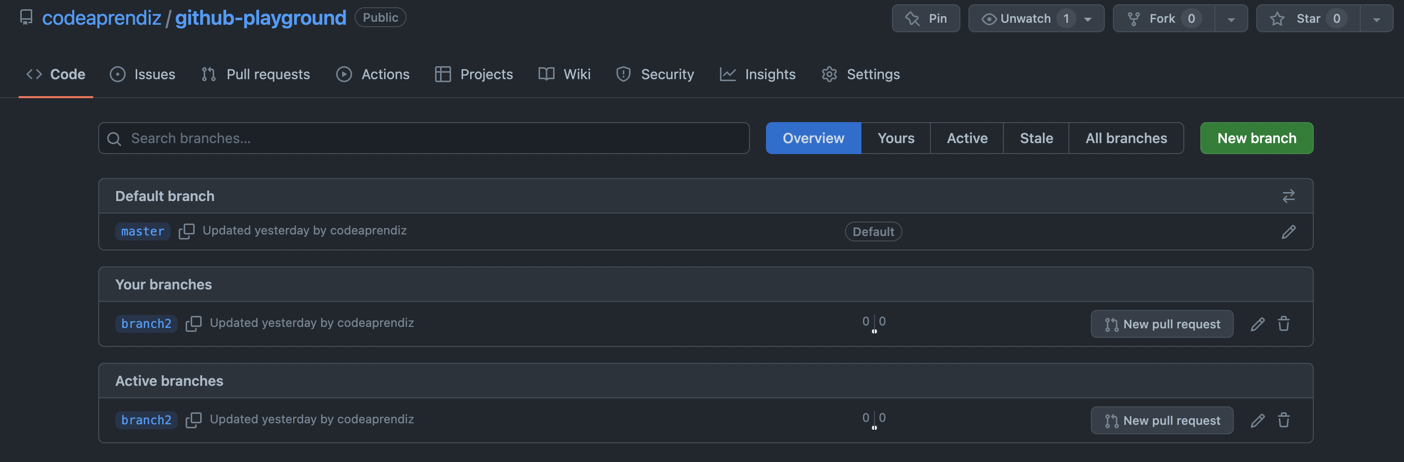 codeaprendiz / github-playground Public Pin Unwatch 1 Fork 0 Star 0
Code Issues Pull requests Actions Projects Wiki Security Insights Settings
Search branches... Overview Yours Active Stale All branches New branch
Default branch
master Updated yesterday by codeaprendiz Default
Your branches
branch2 Updated yesterday by codeaprendiz 0 0 New pull request
Active branches
branch2 Updated yesterday by codeaprendiz 0 0 New pull request